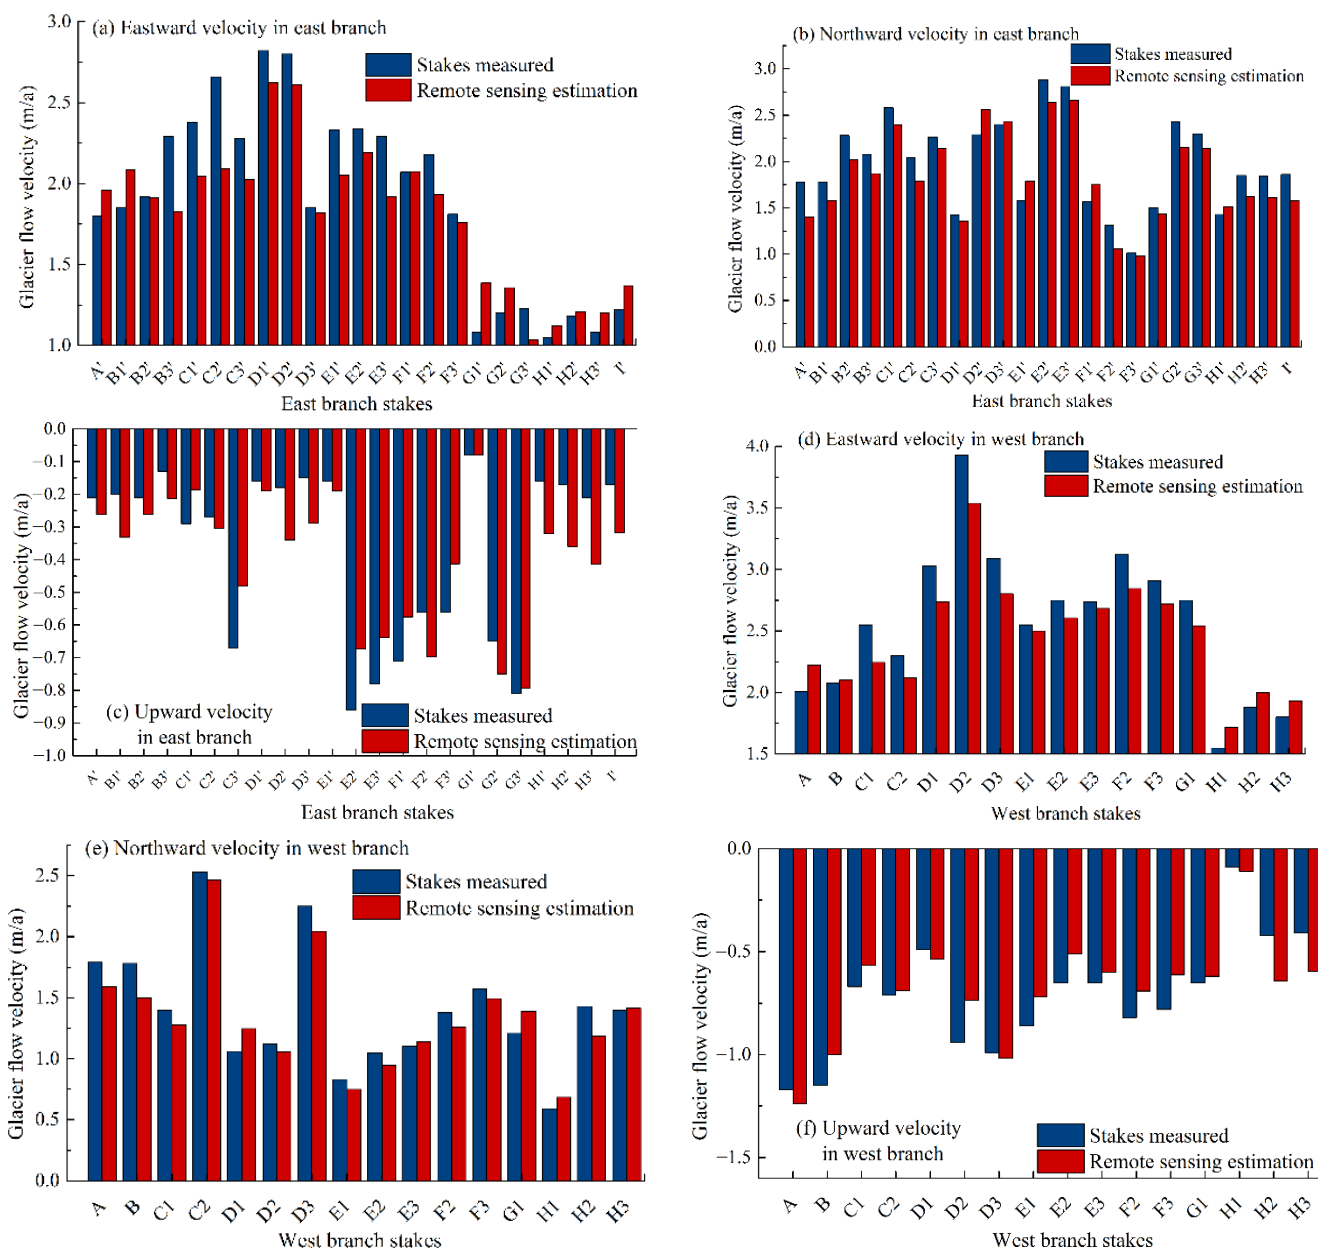 (a) Eastward velocity in east branch
Stakes measured
Remote sensing estimation
Glacier flow velocity (m/a)
3.0
2.5
2.0
1.5
1.0
A' B1' B2' B3' C1' C2' C3' D1' D2' D3' E1' E2' E3' F1' F2' F3' G1' G2' G3' H1' H2' H3' I'
East branch stakes
(b) Northward velocity in east branch
Stakes measured
Remote sensing estimation
Glacier flow velocity (m/a)
3.0
2.5
2.0
1.5
1.0
0.5
0.0
A' B1' B2' B3' C1' C2' C3' D1' D2' D3' E1' E2' E3' F1' F2' F3' G1' G2' G3' H1' H2' H3' I'
East branch stakes
0.0
−0.1
−0.2
−0.3
−0.4
−0.5
−0.6
−0.7
−0.8
−0.9
−1.0
Glacier flow velocity (m/a)
(c) Upward velocity
in east branch
Stakes measured
Remote sensing estimation
A' B1' B2' B3' C1' C2' C3' D1' D2' D3' E1' E2' E3' F1' F2' F3' G1' G2' G3' H1' H2' H3' I'
East branch stakes
(d) Eastward velocity in west branch
Stakes measured
Remote sensing estimation
Glacier flow velocity (m/a)
4.0
3.5
3.0
2.5
2.0
1.5
A B C1 C2 D1 D2 D3 E1 E2 E3 F2 F3 G1 H1 H2 H3
West branch stakes
(e) Northward velocity in west branch
Stakes measured
Remote sensing estimation
Glacier flow velocity (m/a)
2.5
2.0
1.5
1.0
0.5
0.0
A B C1 C2 D1 D2 D3 E1 E2 E3 F2 F3 G1 H1 H2 H3
West branch stakes
0.0
−0.5
−1.0
−1.5
Glacier flow velocity (m/a)
(f) Upward velocity
in west branch
Stakes measured
Remote sensing estimation
A B C1 C2 D1 D2 D3 E1 E2 E3 F2 F3 G1 H1 H2 H3
West branch stakes